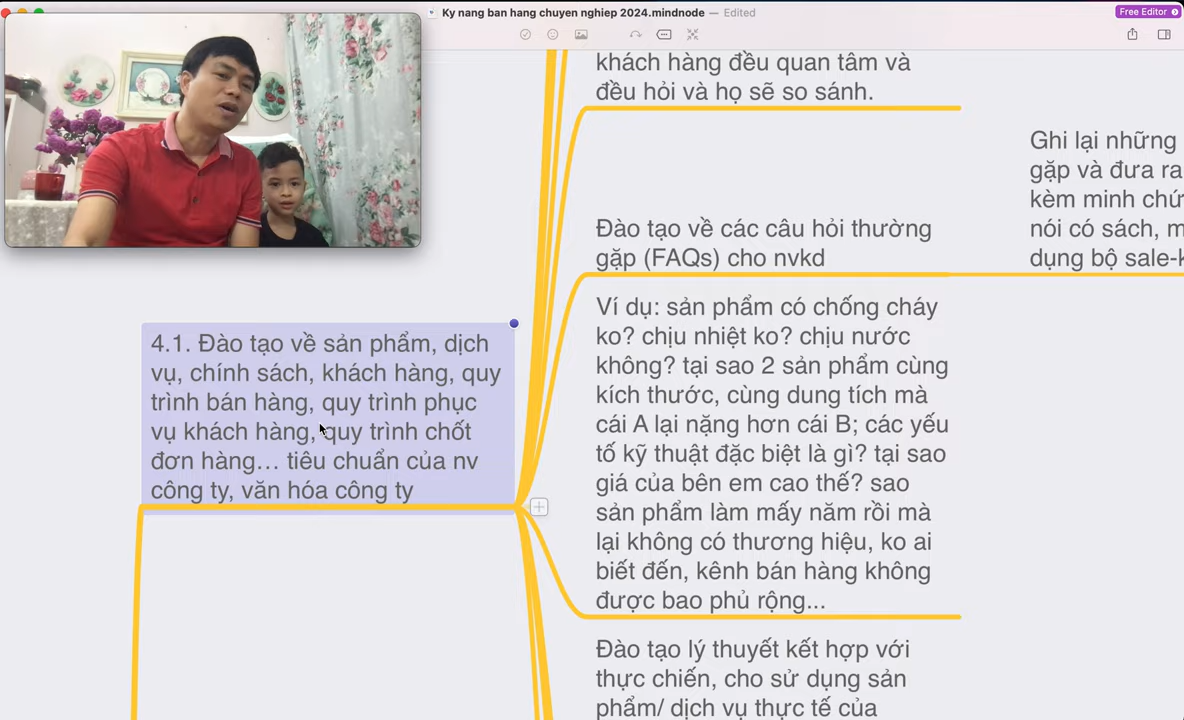 Ky nang ban hang chuyen nghiep 2024.mindnode — Edited
Free Editor
khách hàng đều quan tâm và
đều hỏi và họ sẽ so sánh.
Ghi lại những
gặp và đưa ra
kèm minh chứ
nói có sách, m
dụng bộ sale-k
Đào tạo về các câu hỏi thường
gặp (FAQs) cho nvkd
4.1. Đào tạo về sản phẩm, dịch
vụ, chính sách, khách hàng, quy
trình bán hàng, quy trình phục
vụ khách hàng, quy trình chốt
đơn hàng... tiêu chuẩn của nv
công ty, văn hóa công ty
Ví dụ: sản phẩm có chống cháy
ko? chịu nhiệt ko? chịu nước
không? tại sao 2 sản phẩm cùng
kích thước, cùng dung tích mà
cái A lại nặng hơn cái B; các yếu
tố kỹ thuật đặc biệt là gì? tại sao
giá của bên em cao thế? sao
sản phẩm làm mấy năm rồi mà
lại không có thương hiệu, ko ai
biết đến, kênh bán hàng không
được bao phủ rộng...
Đào tạo lý thuyết kết hợp với
thực chiến, cho sử dụng sản
phẩm/ dịch vụ thực tế của